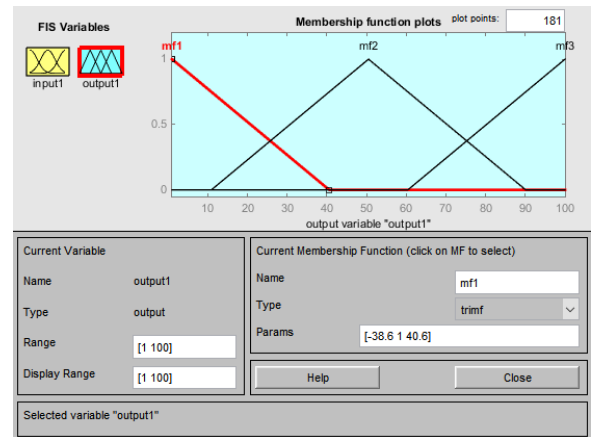 FIS Variables
Membership function plots
plot points:
181
input1
output1
mf1
mf2
mf3
1
0.5
0
10 20 30 40 50 60 70 80 90 100
output variable "output1"
Current Variable
Name output1
Type output
Range [1 100]
Display Range [1 100]
Current Membership Function (click on MF to select)
Name mf1
Type trimf
Params [-38.6 1 40.6]
Help
Close
Selected variable "output1"